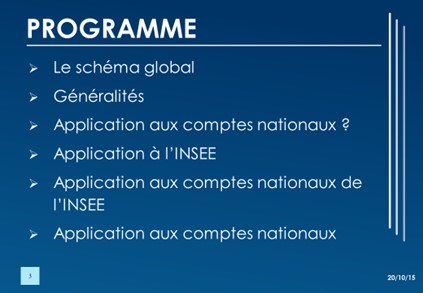 PROGRAMME
Le schéma global
Généralités
Application aux comptes nationaux ?
Application à l'INSEE
Application aux comptes nationaux de
l'INSEE
Application aux comptes nationaux
3
20/10/15